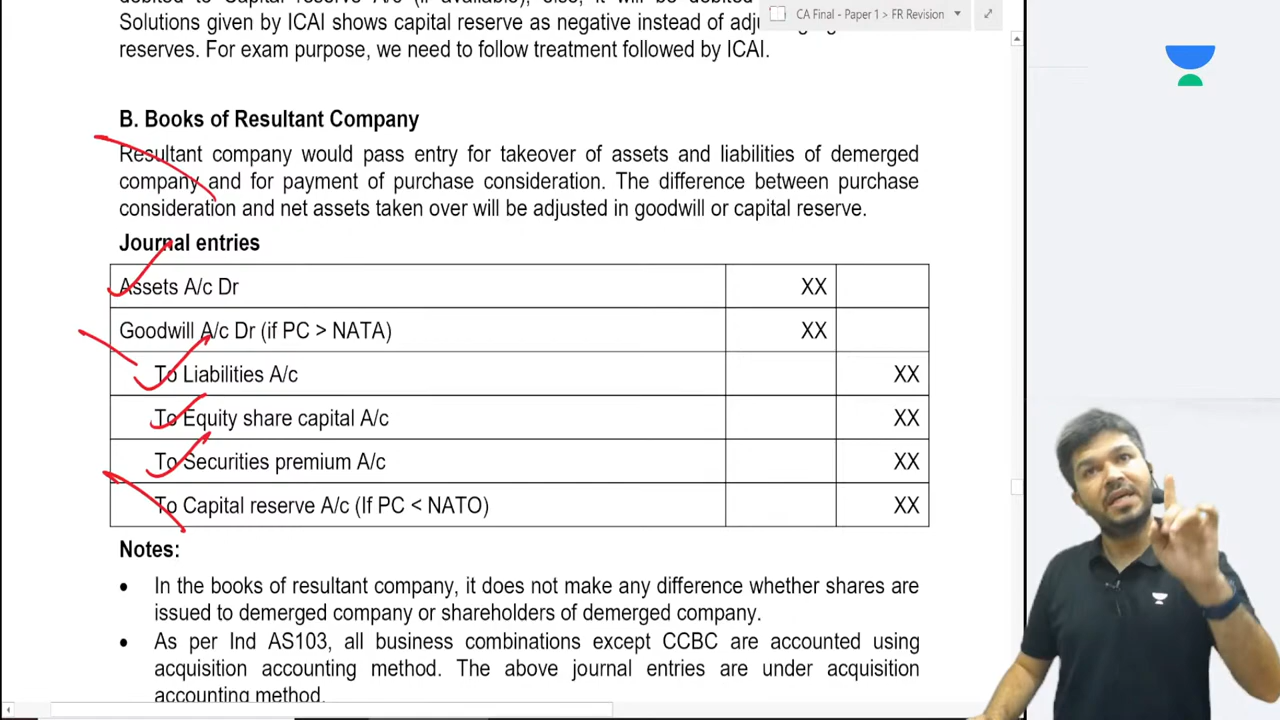 CA Final - Paper 1 > FR Revision
Solutions given by ICAI shows capital reserve as negative instead of
reserves. For exam purpose, we need to follow treatment followed by ICAI.
B. Books of Resultant Company
Resultant company would pass entry for takeover of assets and liabilities of demerged
company and for payment of purchase consideration. The difference between purchase
consideration and net assets taken over will be adjusted in goodwill or capital reserve.
Journal entries
Assets A/c Dr XX
Goodwill A/c Dr (if PC > NATA) XX
To Liabilities A/c XX
To Equity share capital A/c XX
To Securities premium A/c XX
To Capital reserve A/c (If PC < NATO) XX
Notes:
• In the books of resultant company, it does not make any difference whether shares are
issued to demerged company or shareholders of demerged company.
• As per Ind AS103, all business combinations except CCBC are accounted using
acquisition accounting method. The above journal entries are under acquisition
accounting method.